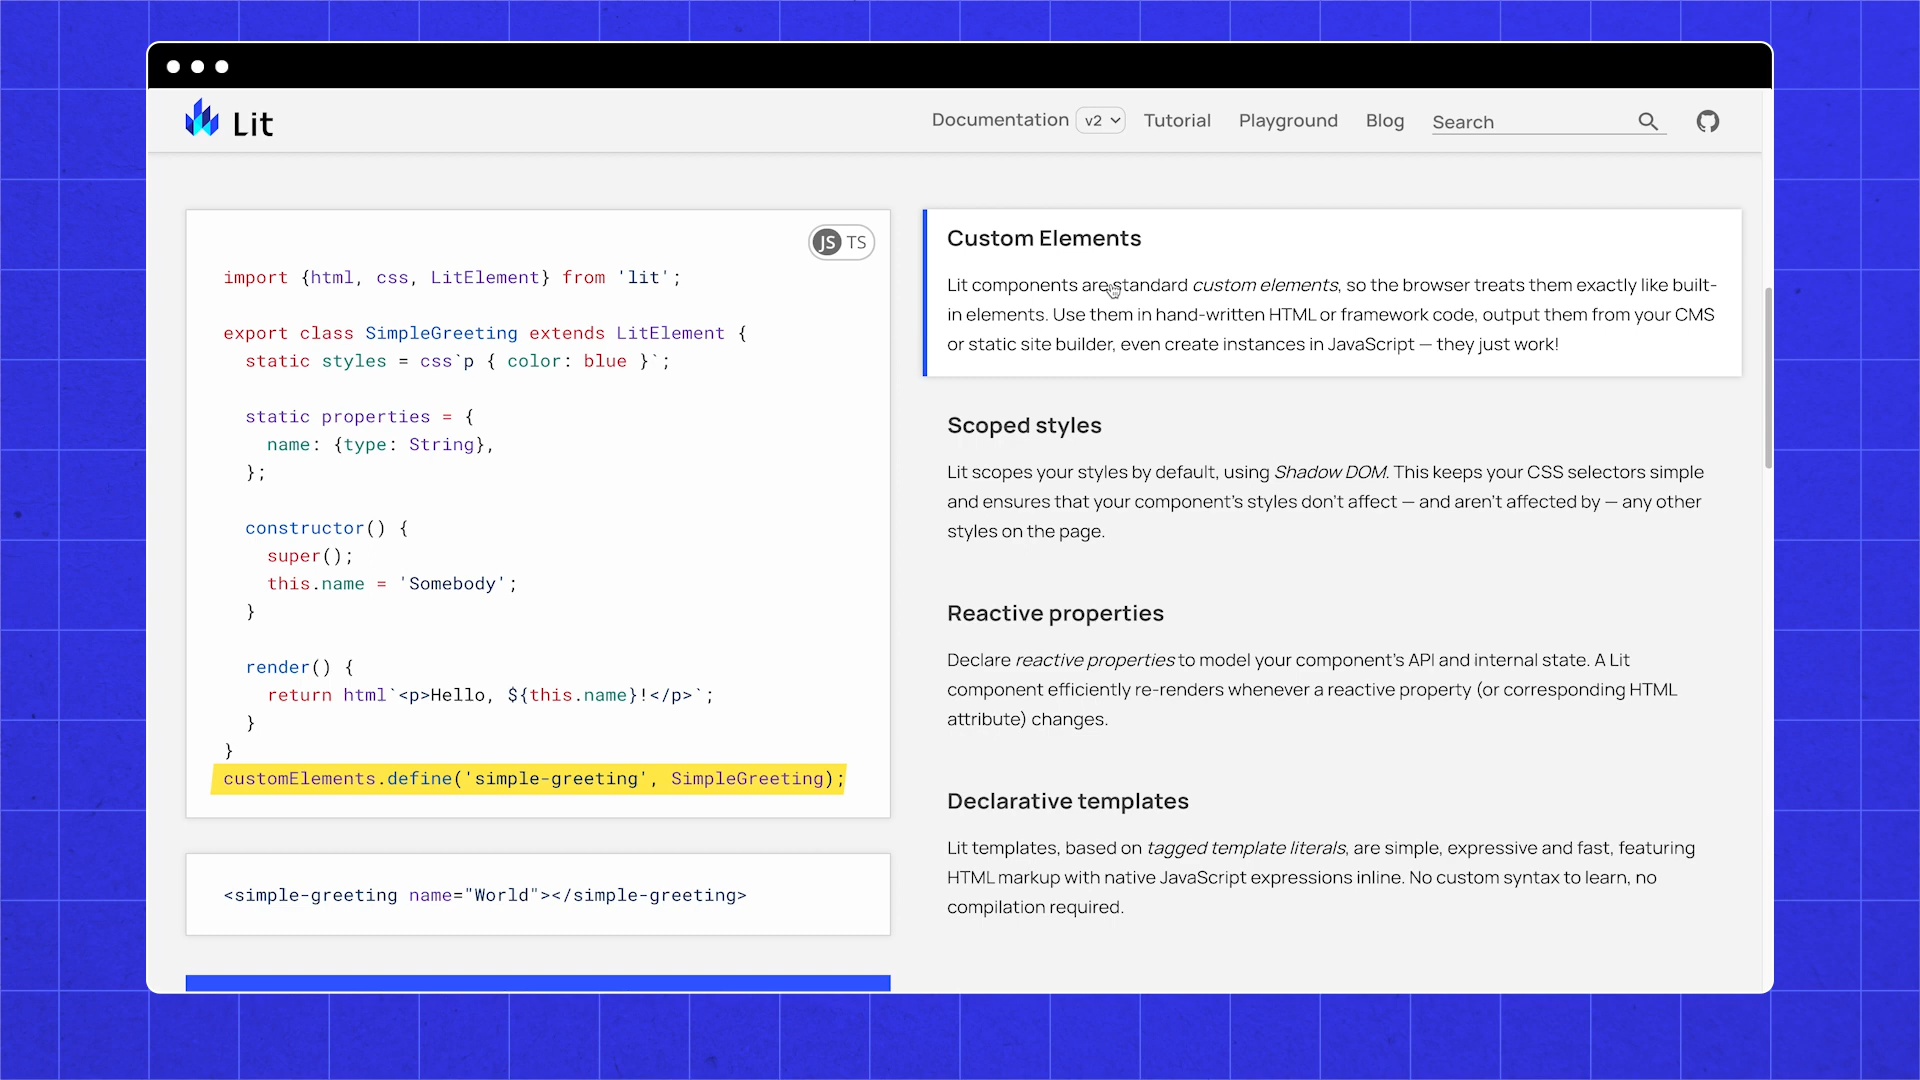 Lit
Documentation v2 Tutorial Playground Blog Search
JS TS
import {html, css, LitElement} from 'lit';
export class SimpleGreeting extends LitElement {
static styles = css`p { color: blue }`;
static properties = {
name: {type: String},
};
constructor() {
super();
this.name = 'Somebody';
}
render() {
return html`<p>Hello, ${this.name}!</p>`;
}
}
customElements.define('simple-greeting', SimpleGreeting);
<simple-greeting name="World"></simple-greeting>
Custom Elements
Lit components are standard custom elements, so the browser treats them exactly like built-
in elements. Use them in hand-written HTML or framework code, output them from your CMS
or static site builder, even create instances in JavaScript — they just work!
Scoped styles
Lit scopes your styles by default, using Shadow DOM. This keeps your CSS selectors simple
and ensures that your component's styles don't affect — and aren't affected by — any other
styles on the page.
Reactive properties
Declare reactive properties to model your component's API and internal state. A Lit
component efficiently re-renders whenever a reactive property (or corresponding HTML
attribute) changes.
Declarative templates
Lit templates, based on tagged template literals, are simple, expressive and fast, featuring
HTML markup with native JavaScript expressions inline. No custom syntax to learn, no
compilation required.